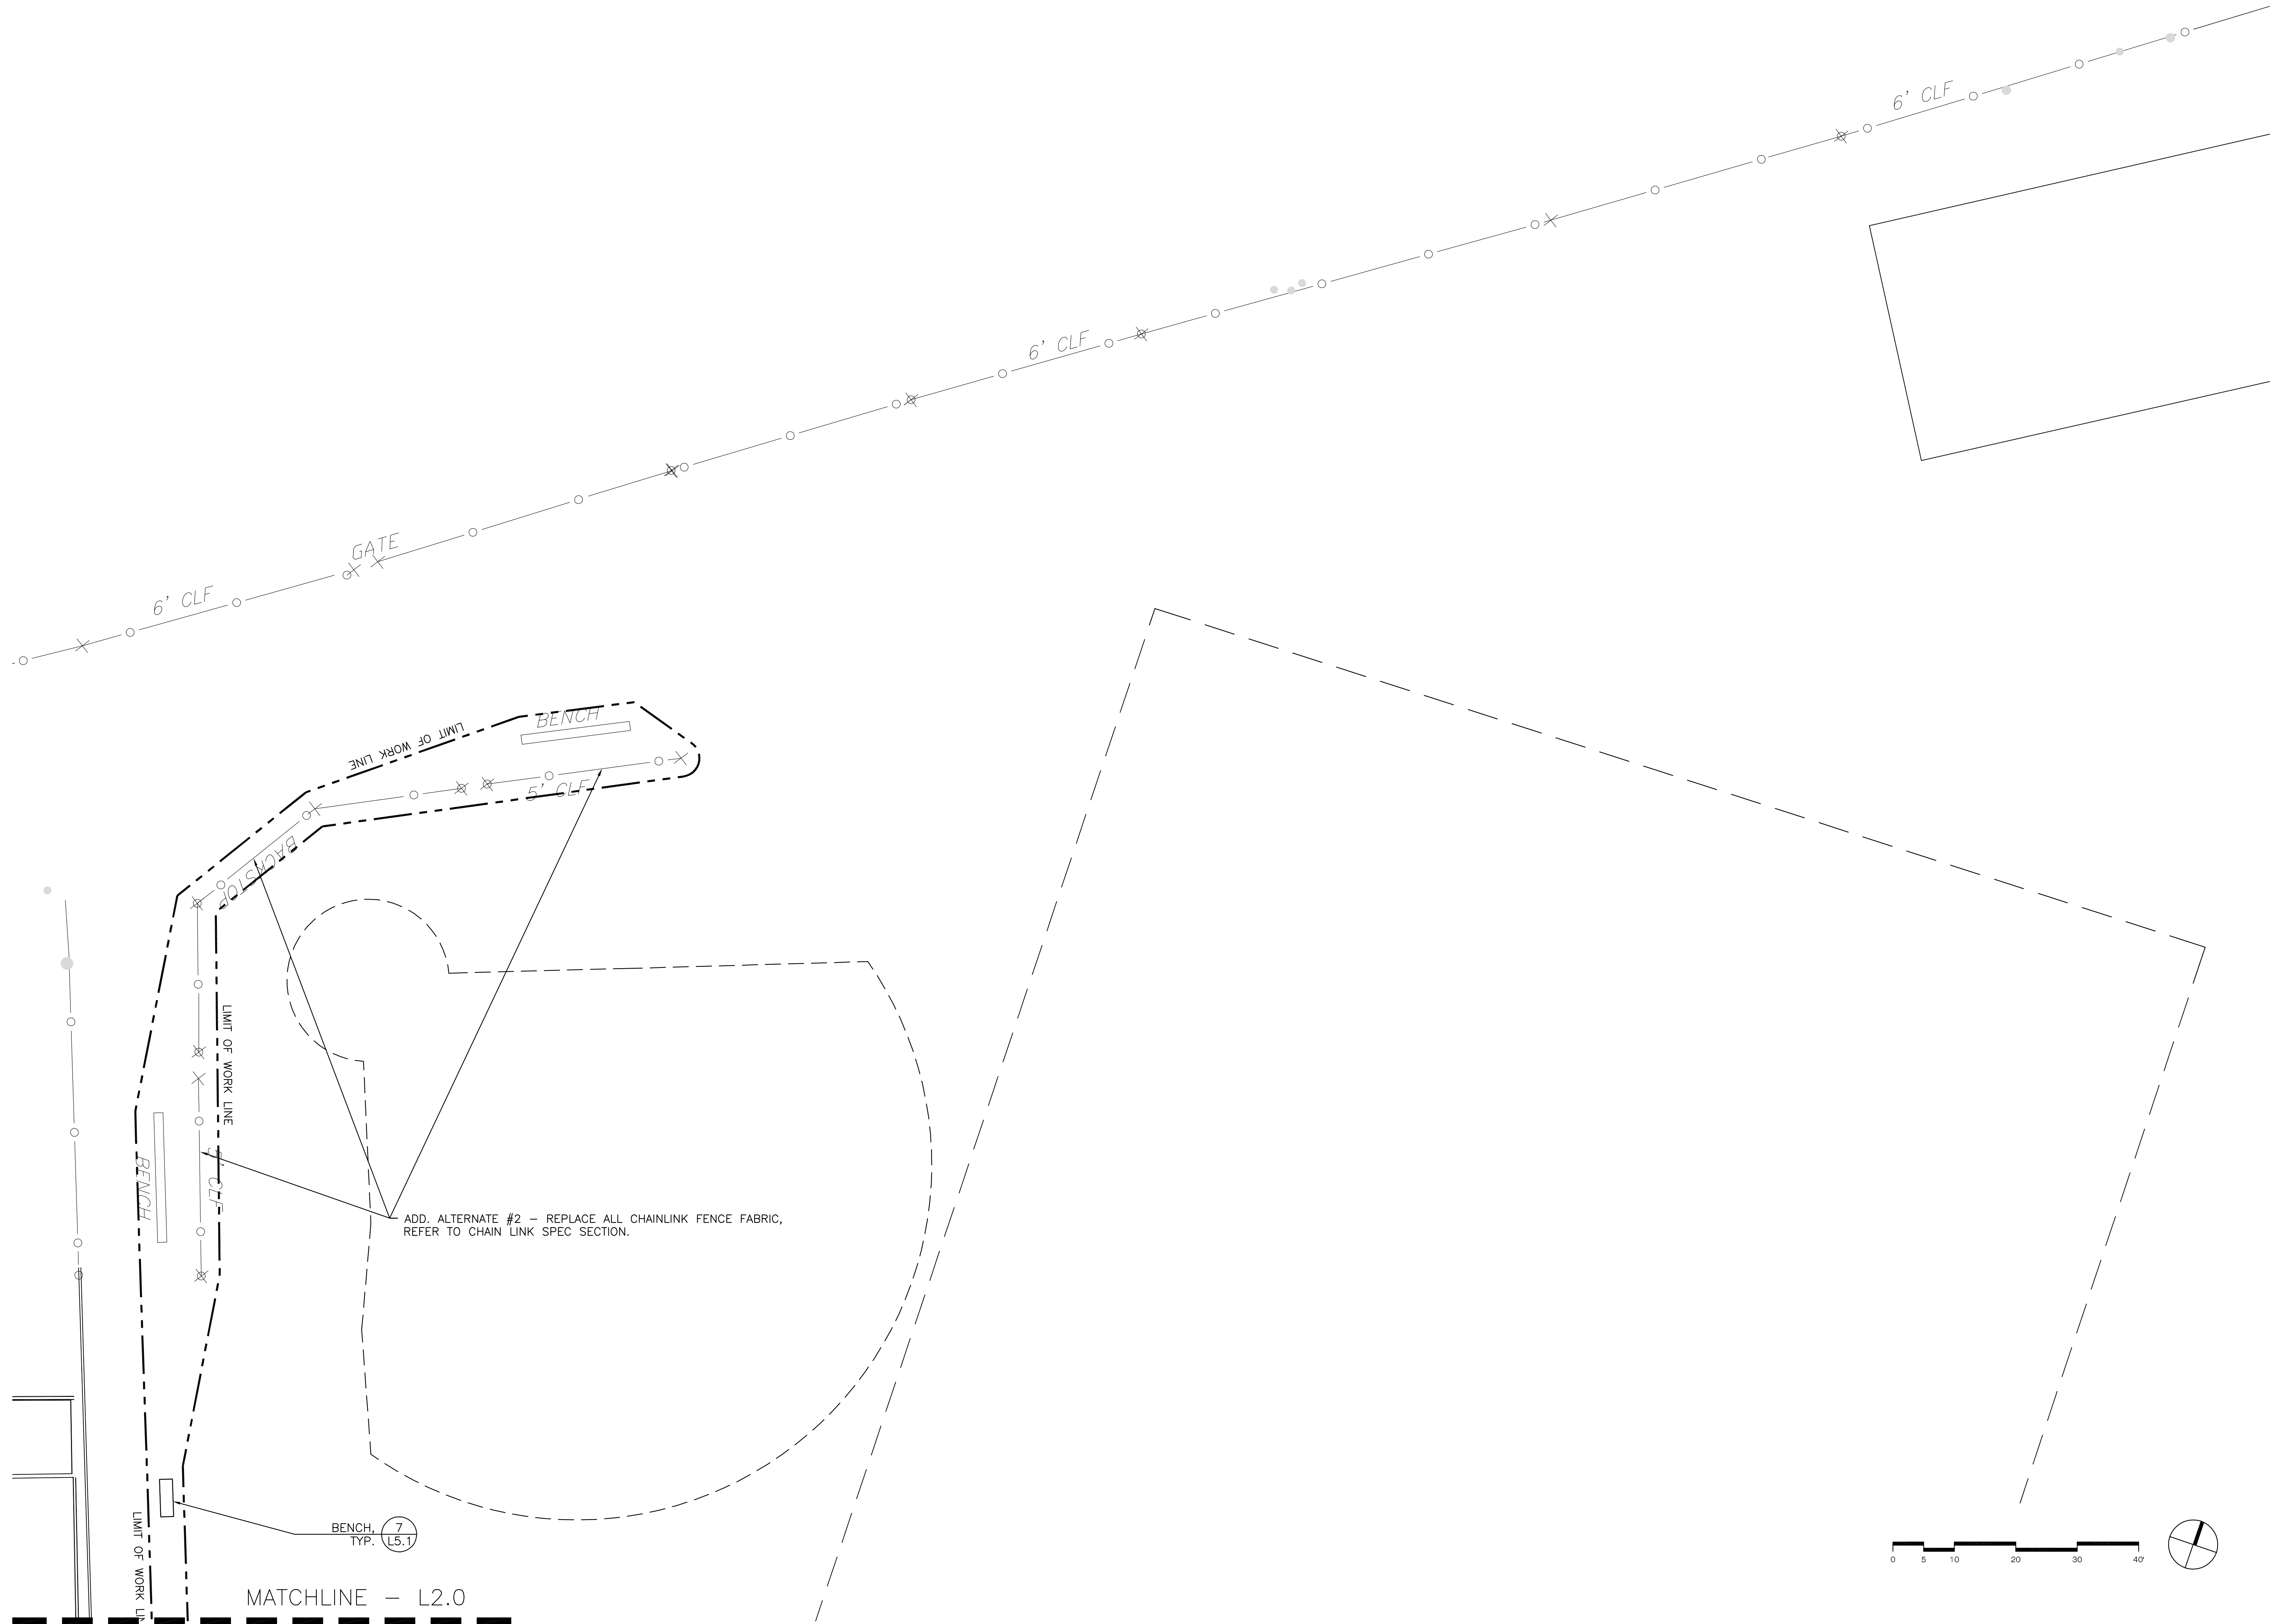 6' CLF
6' CLF
GATE
6' CLF
BENCH
LIMIT OF WORK LINE
5' CLF
BACKSTOP
LIMIT OF WORK LINE
BENCH
5' CLF
ADD. ALTERNATE #2 – REPLACE ALL CHAINLINK FENCE FABRIC,
REFER TO CHAIN LINK SPEC SECTION.
LIMIT OF WORK LIN
BENCH,
TYP.
7
L5.1
0 5 10 20 30 40'
MATCHLINE – L2.0